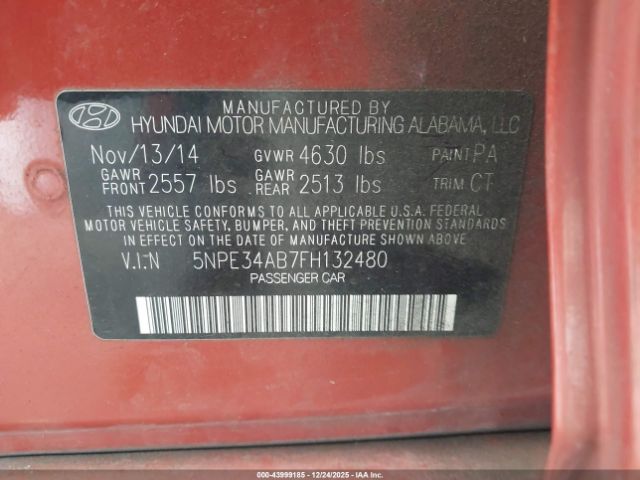 MANUFACTURED BY
HYUNDAI MOTOR MANUFACTURING ALABAMA, LLC
Nov/13/14 GVWR 4630 lbs PAINT PA
GAWR FRONT 2557 lbs GAWR REAR 2513 lbs TRIM CT
THIS VEHICLE CONFORMS TO ALL APPLICABLE U.S.A. FEDERAL
MOTOR VEHICLE SAFETY, BUMPER, AND THEFT PREVENTION STANDARDS
IN EFFECT ON THE DATE OF MANUFACTURE SHOWN ABOVE.
V.I.N 5NPE34AB7FH132480
PASSENGER CAR
000-43999185 - 12/24/2025 - IAAI.COM